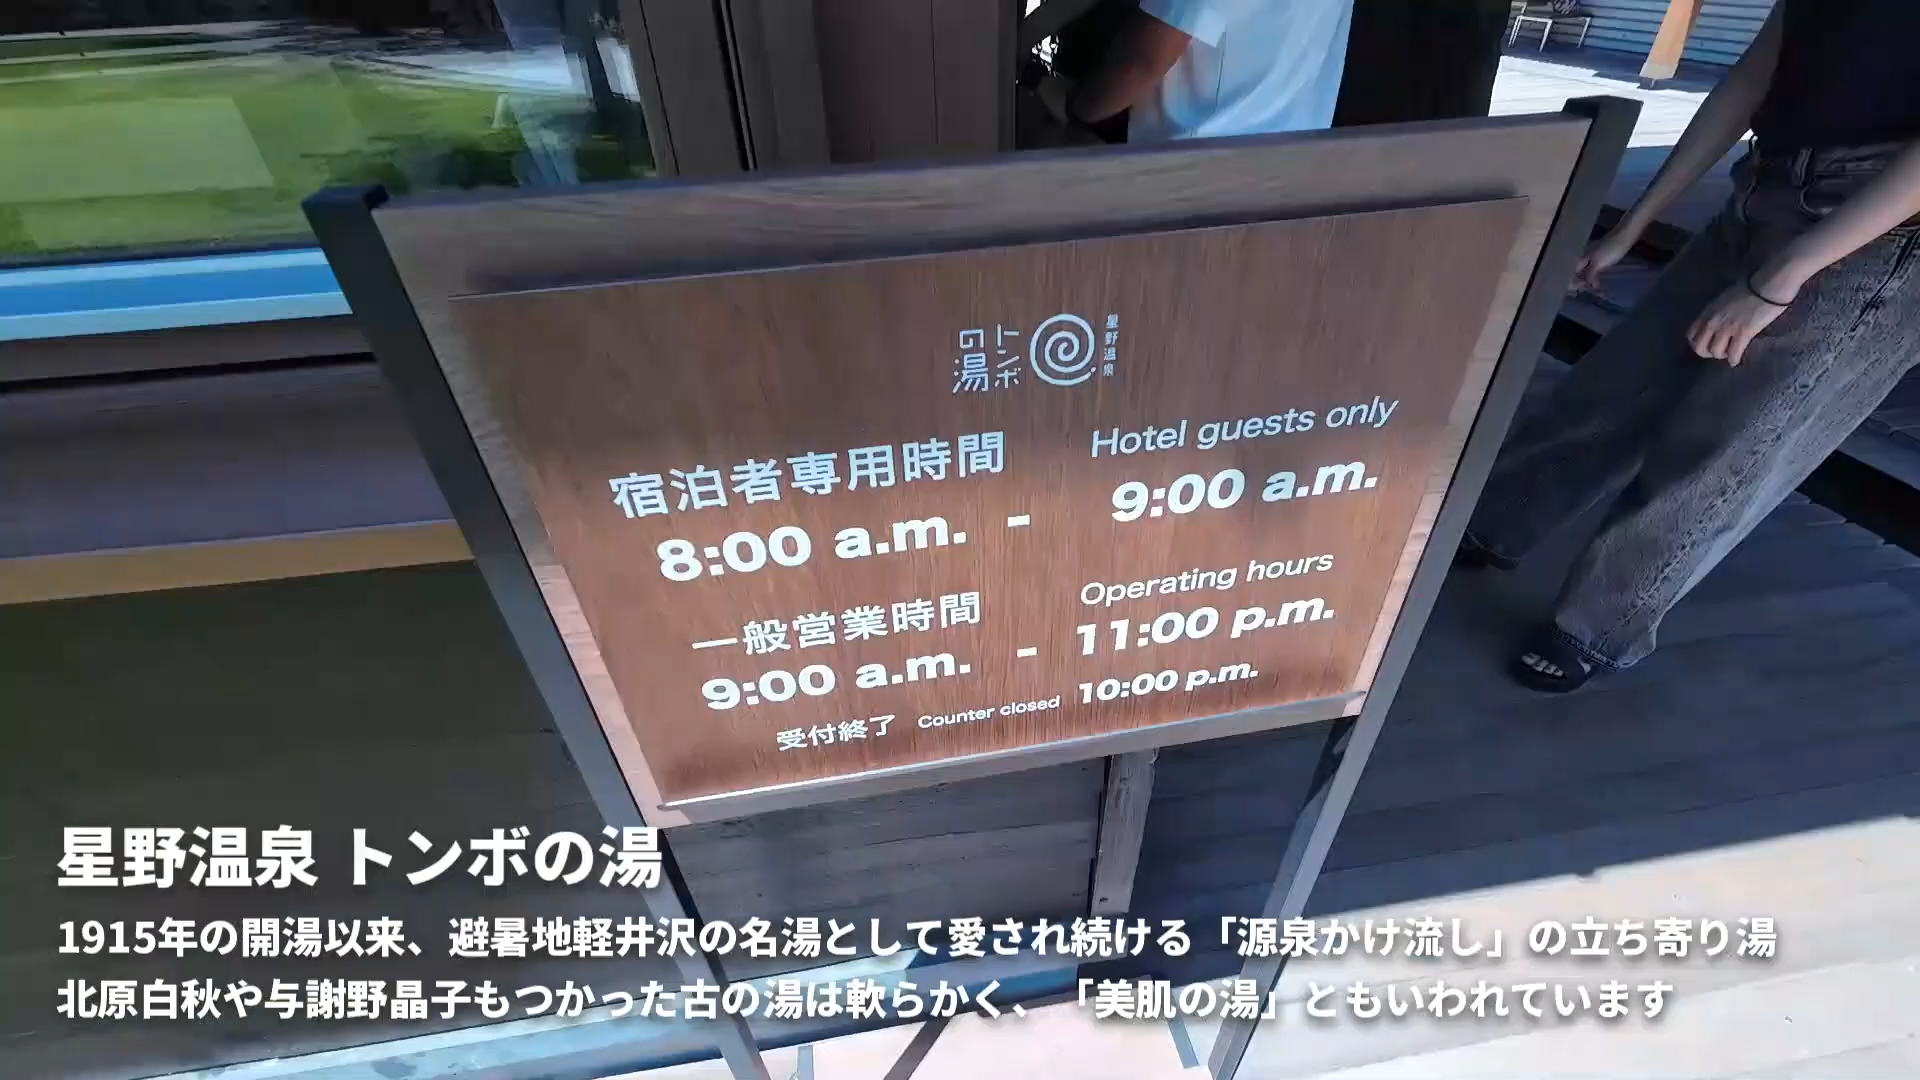 星野温泉
トンボ
の湯
宿泊者専用時間 Hotel guests only
8:00 a.m. - 9:00 a.m.
一般営業時間 Operating hours
9:00 a.m. - 11:00 p.m.
受付終了 Counter closed 10:00 p.m.
星野温泉 トンボの湯
1915年の開湯以来、避暑地軽井沢の名湯として愛され続ける「源泉かけ流し」の立ち寄り湯
北原白秋や与謝野晶子もつかった古の湯は軟らかく、「美肌の湯」ともいわれています